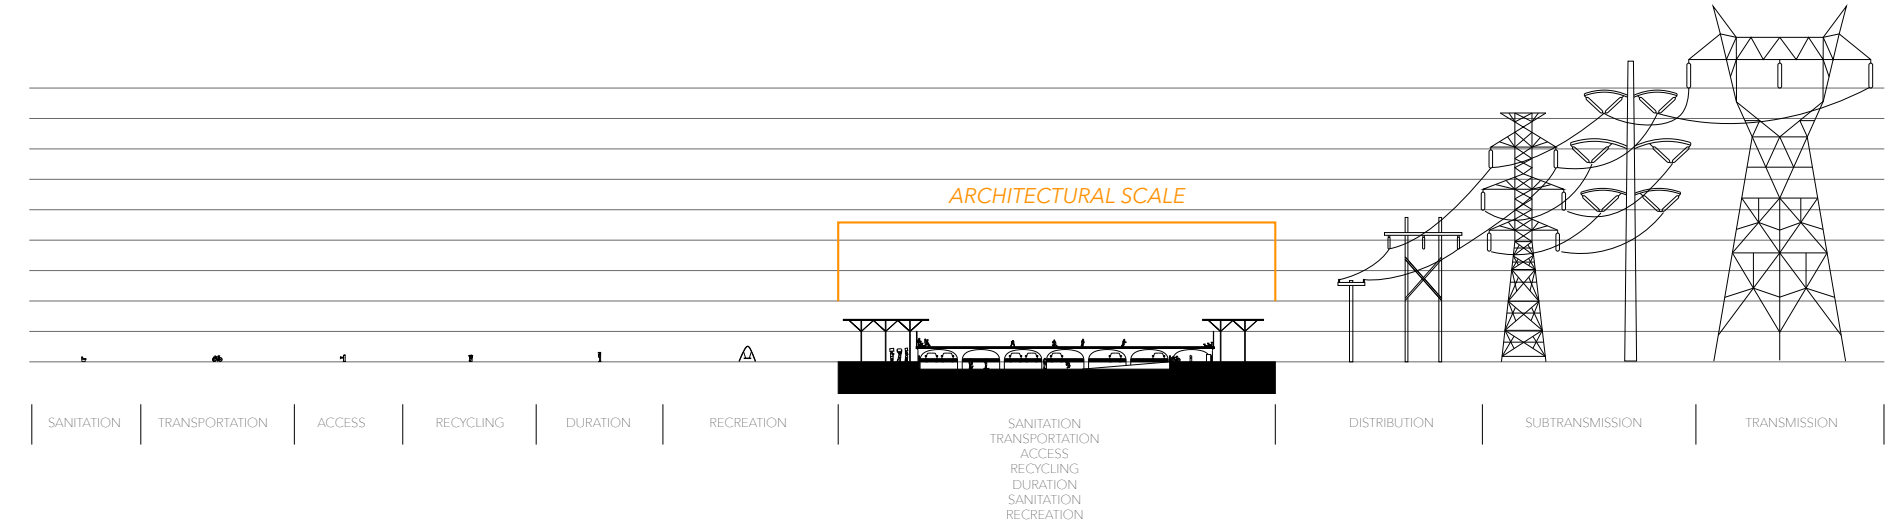 ARCHITECTURAL SCALE
SANITATION
TRANSPORTATION
ACCESS
RECYCLING
DURATION
RECREATION
SANITATION
TRANSPORTATION
ACCESS
RECYCLING
DURATION
SANITATION
RECREATION
DISTRIBUTION
SUBTRANSMISSION
TRANSMISSION